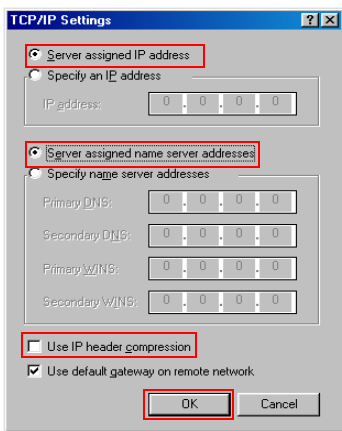 TCP/IP Settings
Server assigned IP address
Specify an IP address
IP address: 0 . 0 . 0 . 0
Server assigned name server addresses
Specify name server addresses
Primary DNS: 0 . 0 . 0 . 0
Secondary DNS: 0 . 0 . 0 . 0
Primary WINS: 0 . 0 . 0 . 0
Secondary WINS: 0 . 0 . 0 . 0
Use IP header compression
Use default gateway on remote network
OK Cancel